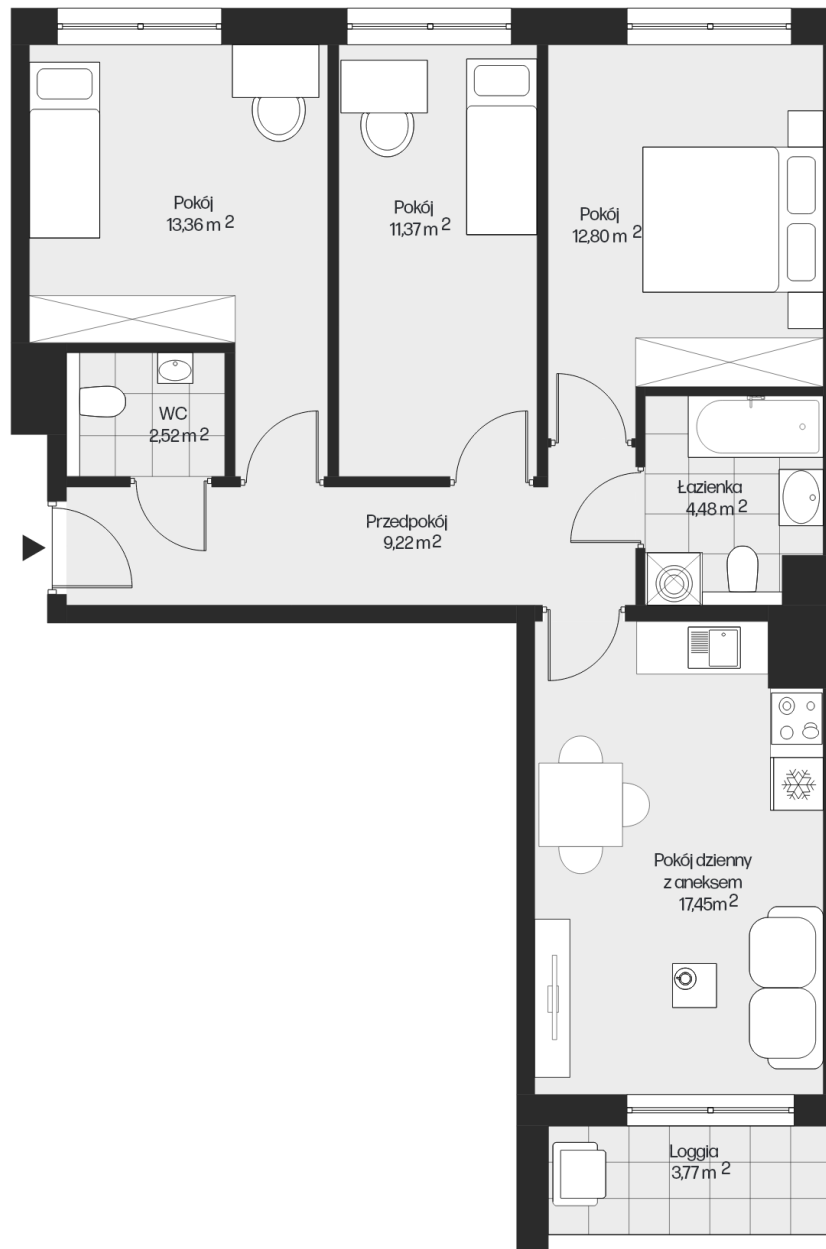 Pokój
13,36 m 2
Pokój
11,37 m 2
Pokój
12,80 m 2
WC
2,52 m 2
Łazienka
4,48 m 2
Przedpokój
9,22 m 2
Pokój dzienny
z aneksem
17,45m 2
Loggia
3,77 m 2